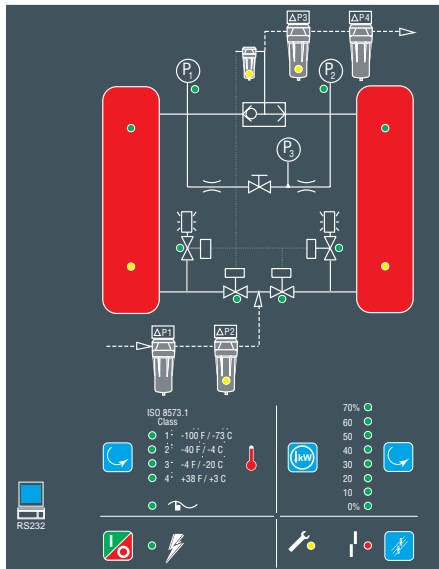 ΔP3 ΔP4
P1 P2
P3
ΔP1 ΔP2
ISO 8573.1
Class
1 -100 F / -73 C
2 -40 F / -4 C
3 -4 F / -20 C
4 +38 F / +3 C
kW
70%
60
50
40
30
20
10
0%
RS232
I O